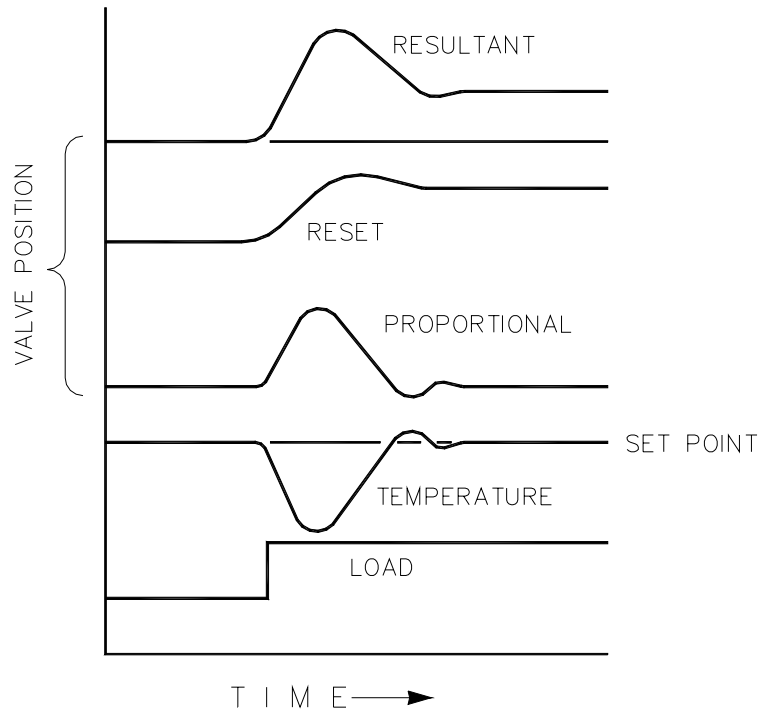 RESULTANT
VALVE POSITION
RESET
PROPORTIONAL
SET POINT
TEMPERATURE
LOAD
TIME